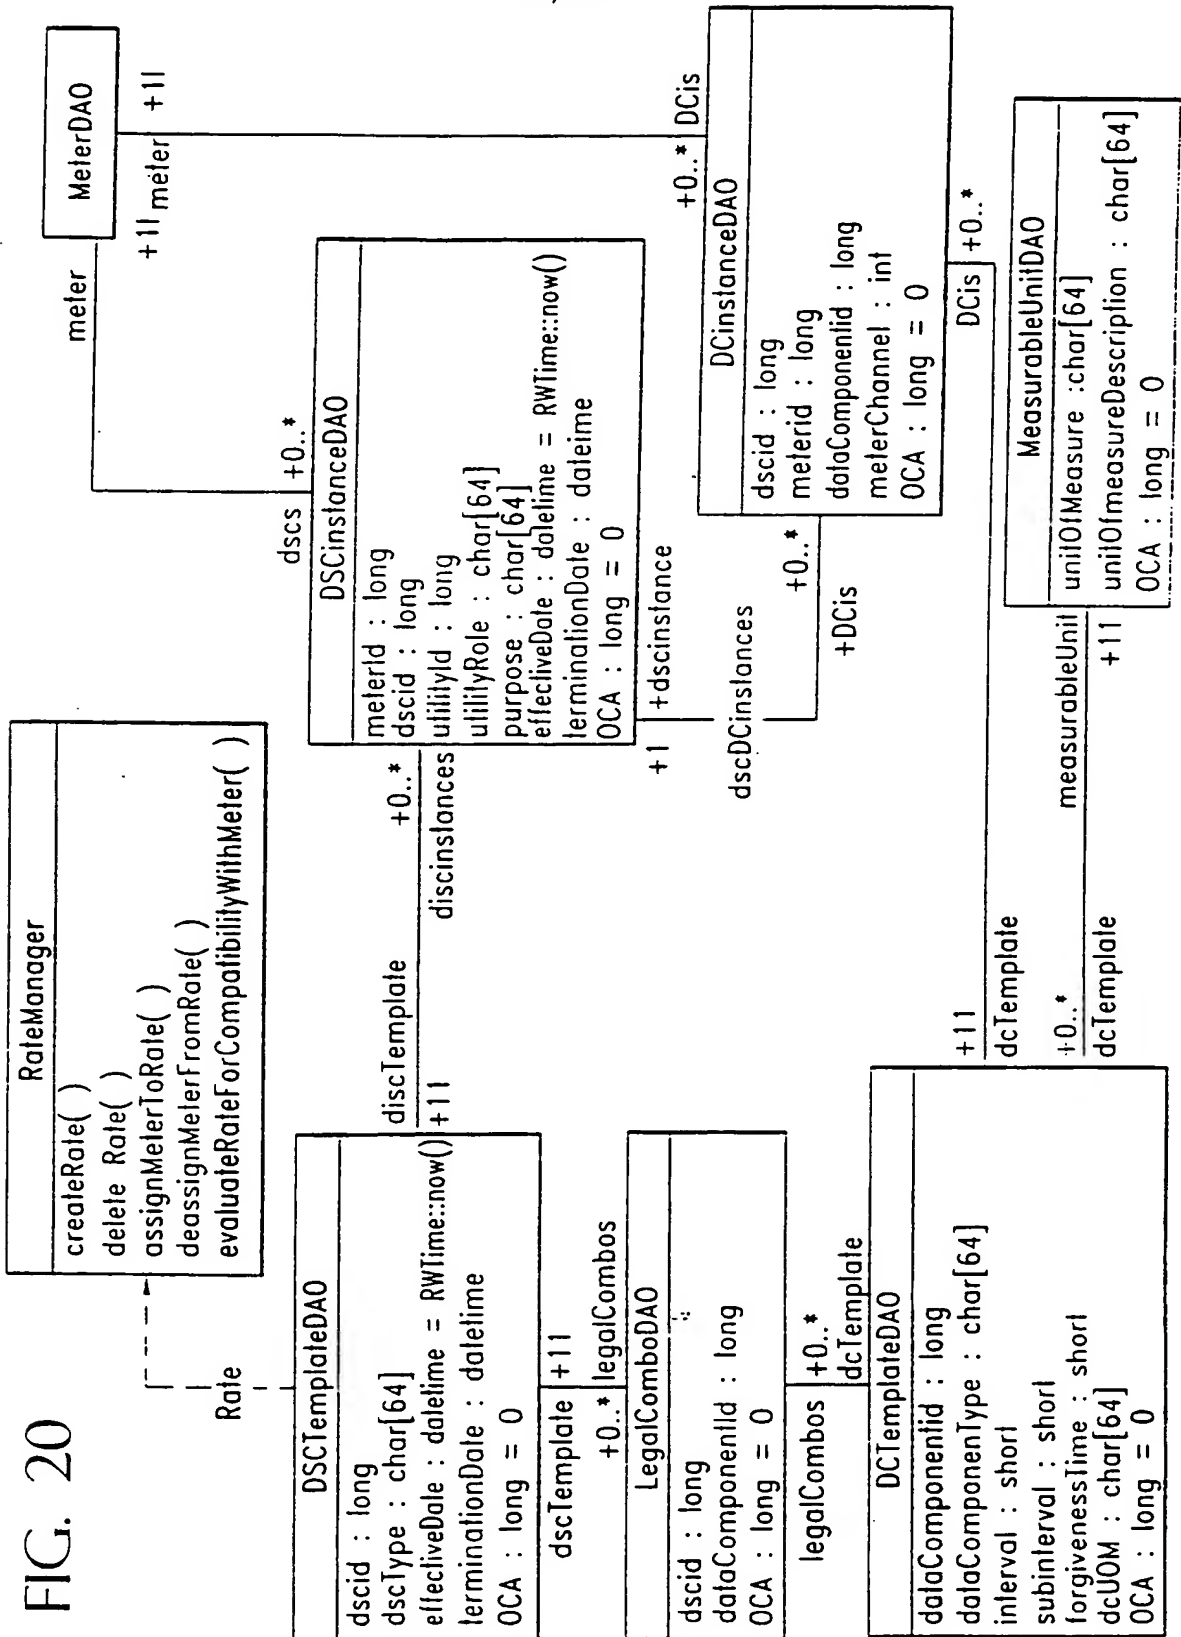 FIG. 20
RateManager
createRate( )
delete Rate( )
assignMeterToRate( )
deassignMeterFromRate( )
evaluateRateForCompatibilityWithMeter( )
MeterDAO
meter
+11
meter
+11
Rate
DSCTemplateDAO
dscid : long
dscType : char[64]
effectiveDate : datetime = RWTime::now()
terminationDate : datetime
OCA : long = 0
discTemplate
+11
+0..*
discinstances
dscs
+0..*
DSCinstanceDAO
meterId : long
dscid : long
utilityId : long
utilityRole : char[64]
purpose : char[64]
effectiveDate : datetime = RWTime::now()
terminationDate : dateime
OCA : long = 0
+1
+dscinstance
dscDCinstances
+0..*
+DCis
+0..*
DCis
DCinstanceDAO
dscid : long
meterid : long
dataComponentid : long
meterChannel : int
OCA : long = 0
DCis
+0..*
dscTemplate
+11
+0..*
legalCombos
LegalComboDAO
dscid : long
dataComponentId : long
OCA : long = 0
legalCombos
+0..*
dcTemplate
DCTemplateDAO
dataComponentid : long
dataComponentType : char[64]
interval : short
subinterval : short
forgivenessTime : short
dcUOM : char[64]
OCA : long = 0
+11
dcTemplate
+0..*
dcTemplate
measurableUnit
+11
MeasurableUnitDAO
unitOfMeasure :char[64]
unitOfmeasureDescription : char[64]
OCA : long = 0